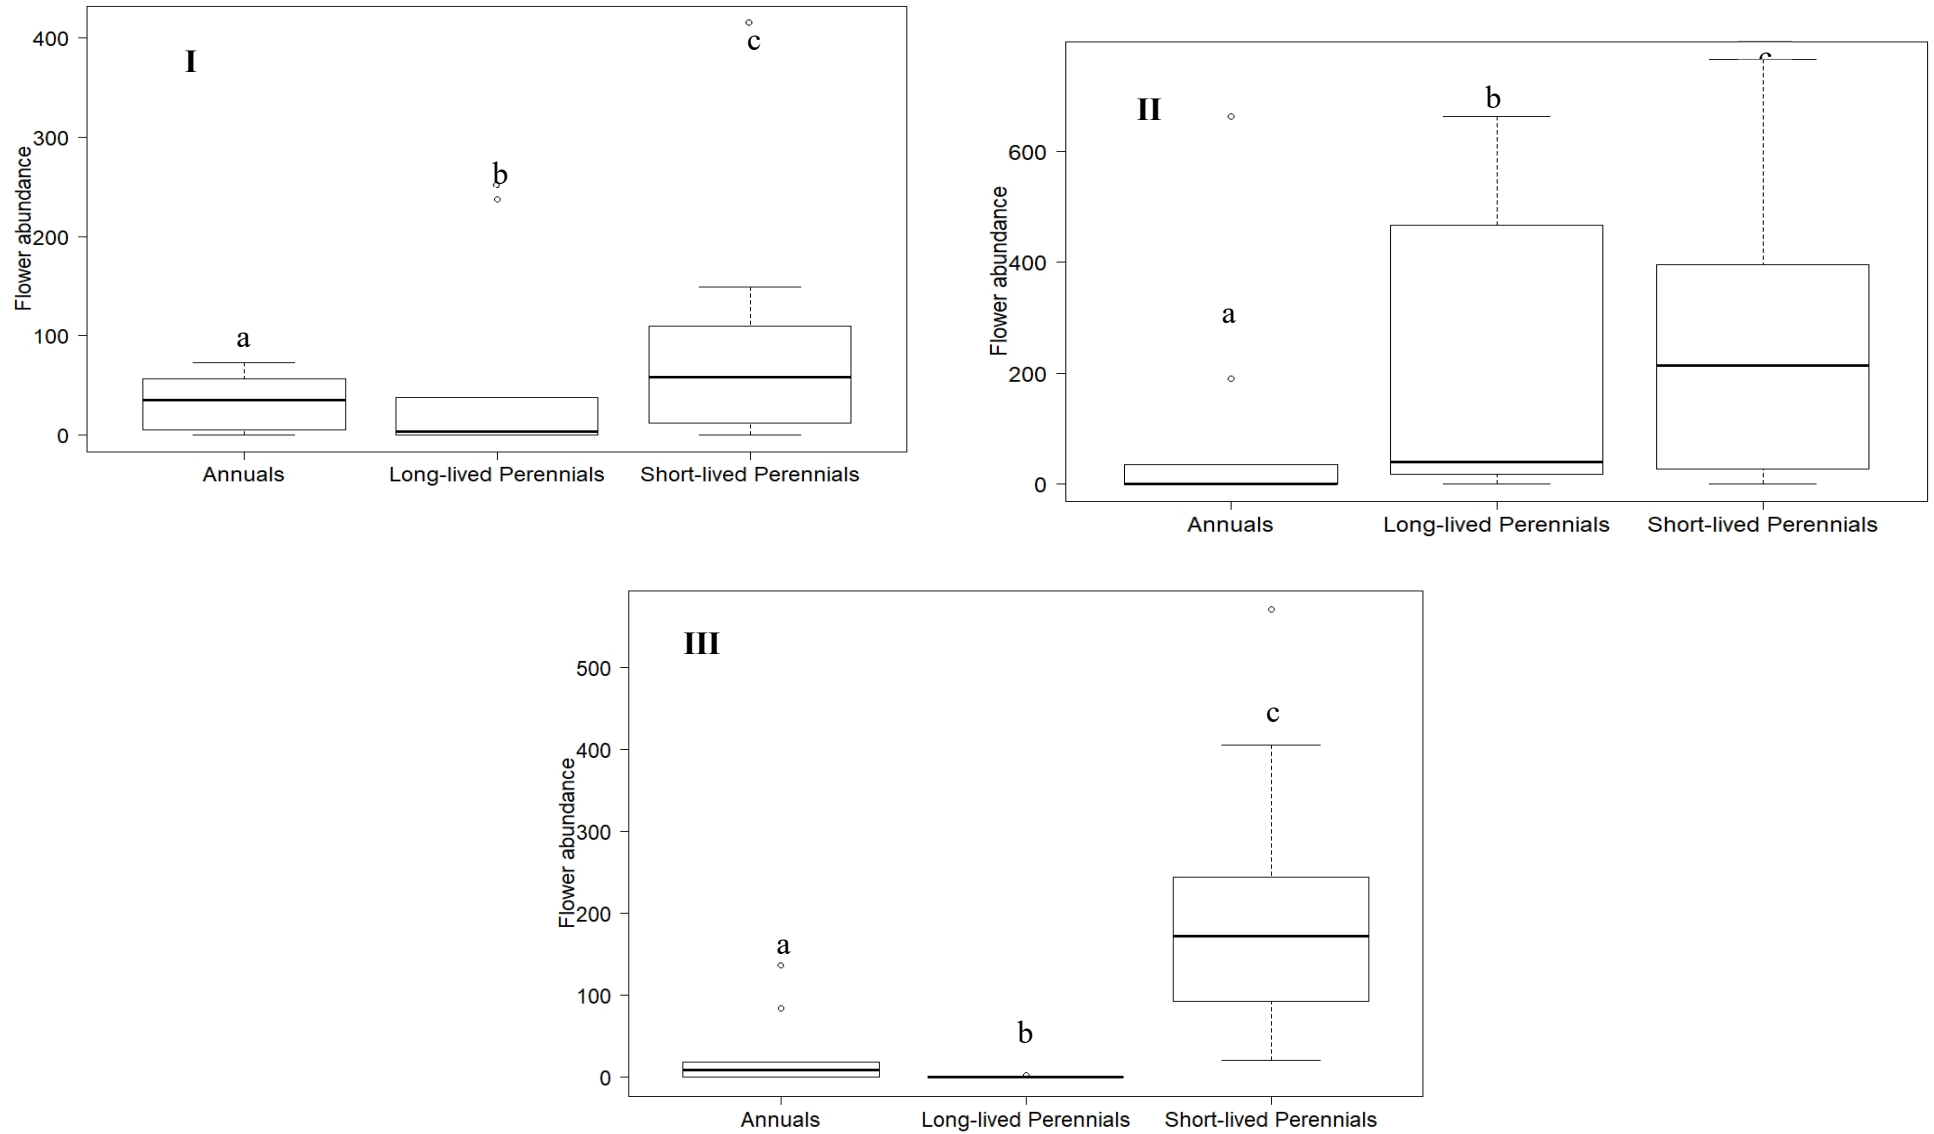 I
Flower abundance
400
300
200
100
0
a
b
c
Annuals
Long-lived Perennials
Short-lived Perennials
II
Flower abundance
600
400
200
0
a
b
c
Annuals
Long-lived Perennials
Short-lived Perennials
III
Flower abundance
500
400
300
200
100
0
a
b
c
Annuals
Long-lived Perennials
Short-lived Perennials